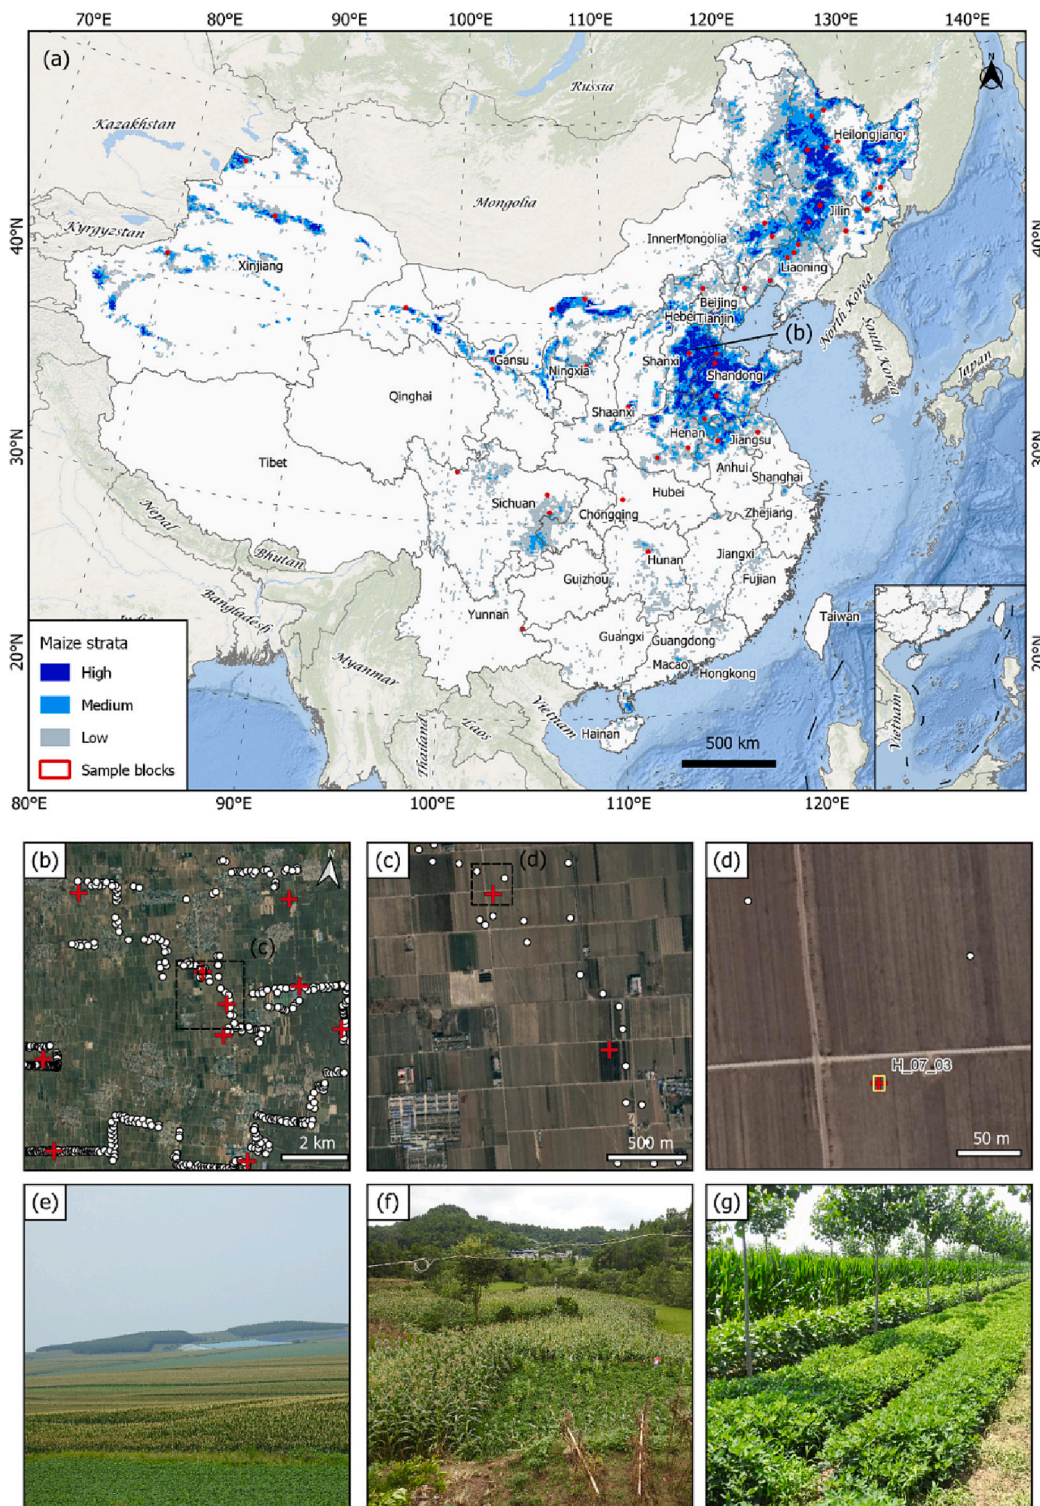 70°E 80°E 90°E 100°E 110°E 120°E 130°E 140°E
(a)
N
Russia
Kazakhstan
Heilongjiang
Mongolia
Jilin
40°N
Kyrgyzstan
InnerMongolia
40°N
Xinjiang
Liaoning
Beijing
Hebei Tianjin
North Korea
(b)
South Korea
Gansu
Shanxi
Japan
Ningxia
Shandong
Qinghai
Shaanxi
30°N
Henan
Jiangsu
30°N
Tibet
Anhui
Shanghai
Sichuan
Hubei
Chongqing
Zhejiang
Nepal
Bhutan
Hunan
Jiangxi
Guizhou
Fujian
Bangladesh
Yunnan
Taiwan
Guangxi
Guangdong
20°N
Maize strata
High
Medium
Low
Sample blocks
Myanmar
Macao
Hongkong
20°N
Vietnam
Laos
Thailand
Hainan
500 km
Vietnam
80°E 90°E 100°E 110°E 120°E
(b)
N
(c)
2 km
(c)
(d)
500 m
(d)
H_07_03
50 m
(e)
(f)
(g)